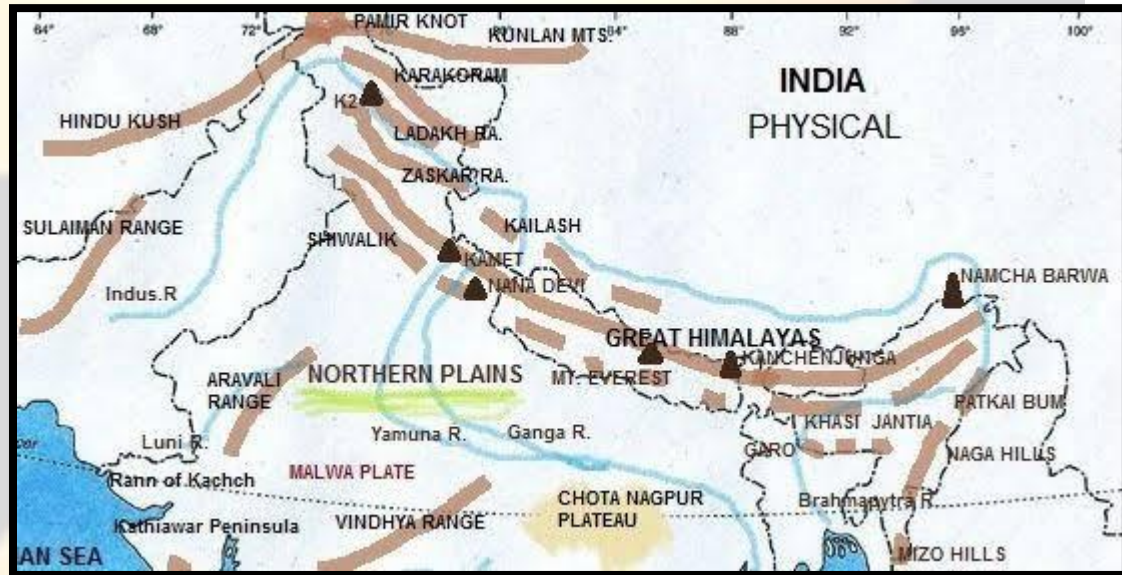 64°
68°
72°
84°
88°
92°
96°
100°
PAMIR KNOT
KUNLAN MTS.
KARAKORAM
K2
HINDU KUSH
LADAKH RA.
INDIA
PHYSICAL
ZASKAR RA.
SULAIMAN RANGE
SHIWALIK
KAILASH
KAMET
NANA DEVI
NAMCHA BARWA
Indus.R
GREAT HIMALAYAS
KANCHENJUNGA
MT. EVEREST
ARAVALI
RANGE
NORTHERN PLAINS
PATKAI BUM
KHASI JANTIA
Luni R.
Yamuna R.
Ganga R.
GARO
NAGA HILLS
MALWA PLATE
Rann of Kachch
CHOTA NAGPUR
PLATEAU
Brahmapytra R
Kathiawar Peninsula
VINDHYA RANGE
AN SEA
MIZO HILLS